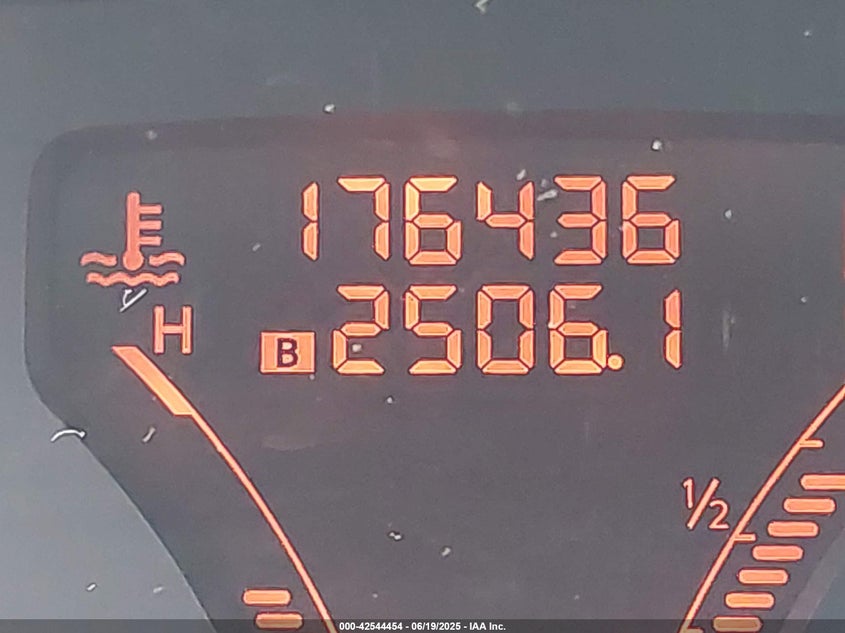 176436
H
B 2506.1
1/2
000-42544454 - 06/19/2025 - IAA Inc.